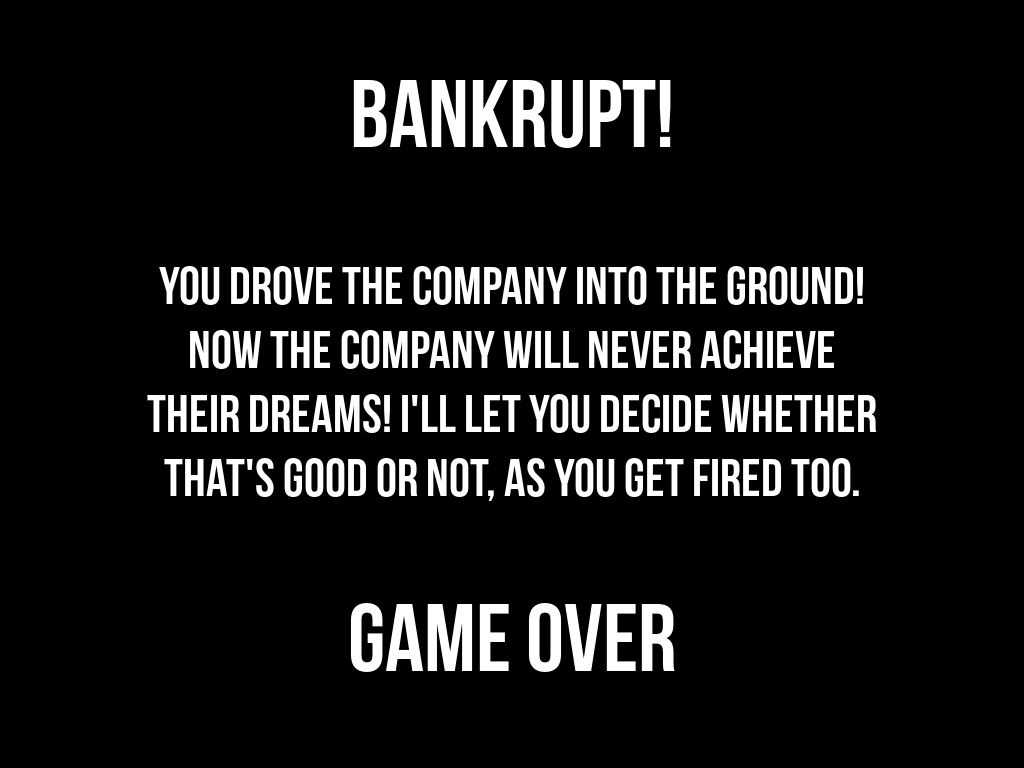 BANKRUPT!
YOU DROVE THE COMPANY INTO THE GROUND!
NOW THE COMPANY WILL NEVER ACHIEVE
THEIR DREAMS! I'LL LET YOU DECIDE WHETHER
THAT'S GOOD OR NOT, AS YOU GET FIRED TOO.
GAME OVER